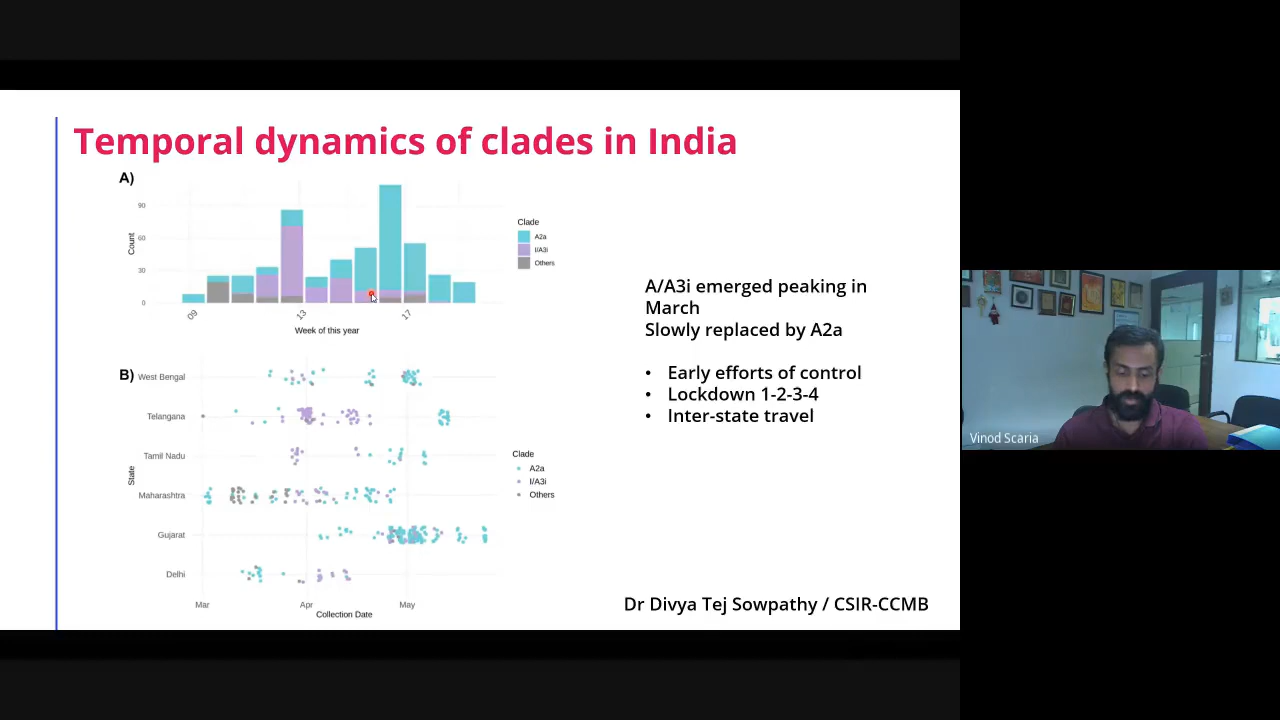 Temporal dynamics of clades in India
A)
90
60
30
0
Count
09
13
17
Week of this year
Clade
A2a
I/A3i
Others
A/A3i emerged peaking in
March
Slowly replaced by A2a
• Early efforts of control
• Lockdown 1-2-3-4
• Inter-state travel
B)
West Bengal
Telangana
Tamil Nadu
Maharashtra
Gujarat
Delhi
State
Mar
Apr
May
Collection Date
Clade
A2a
I/A3i
Others
Dr Divya Tej Sowpathy / CSIR-CCMB
Vinod Scaria